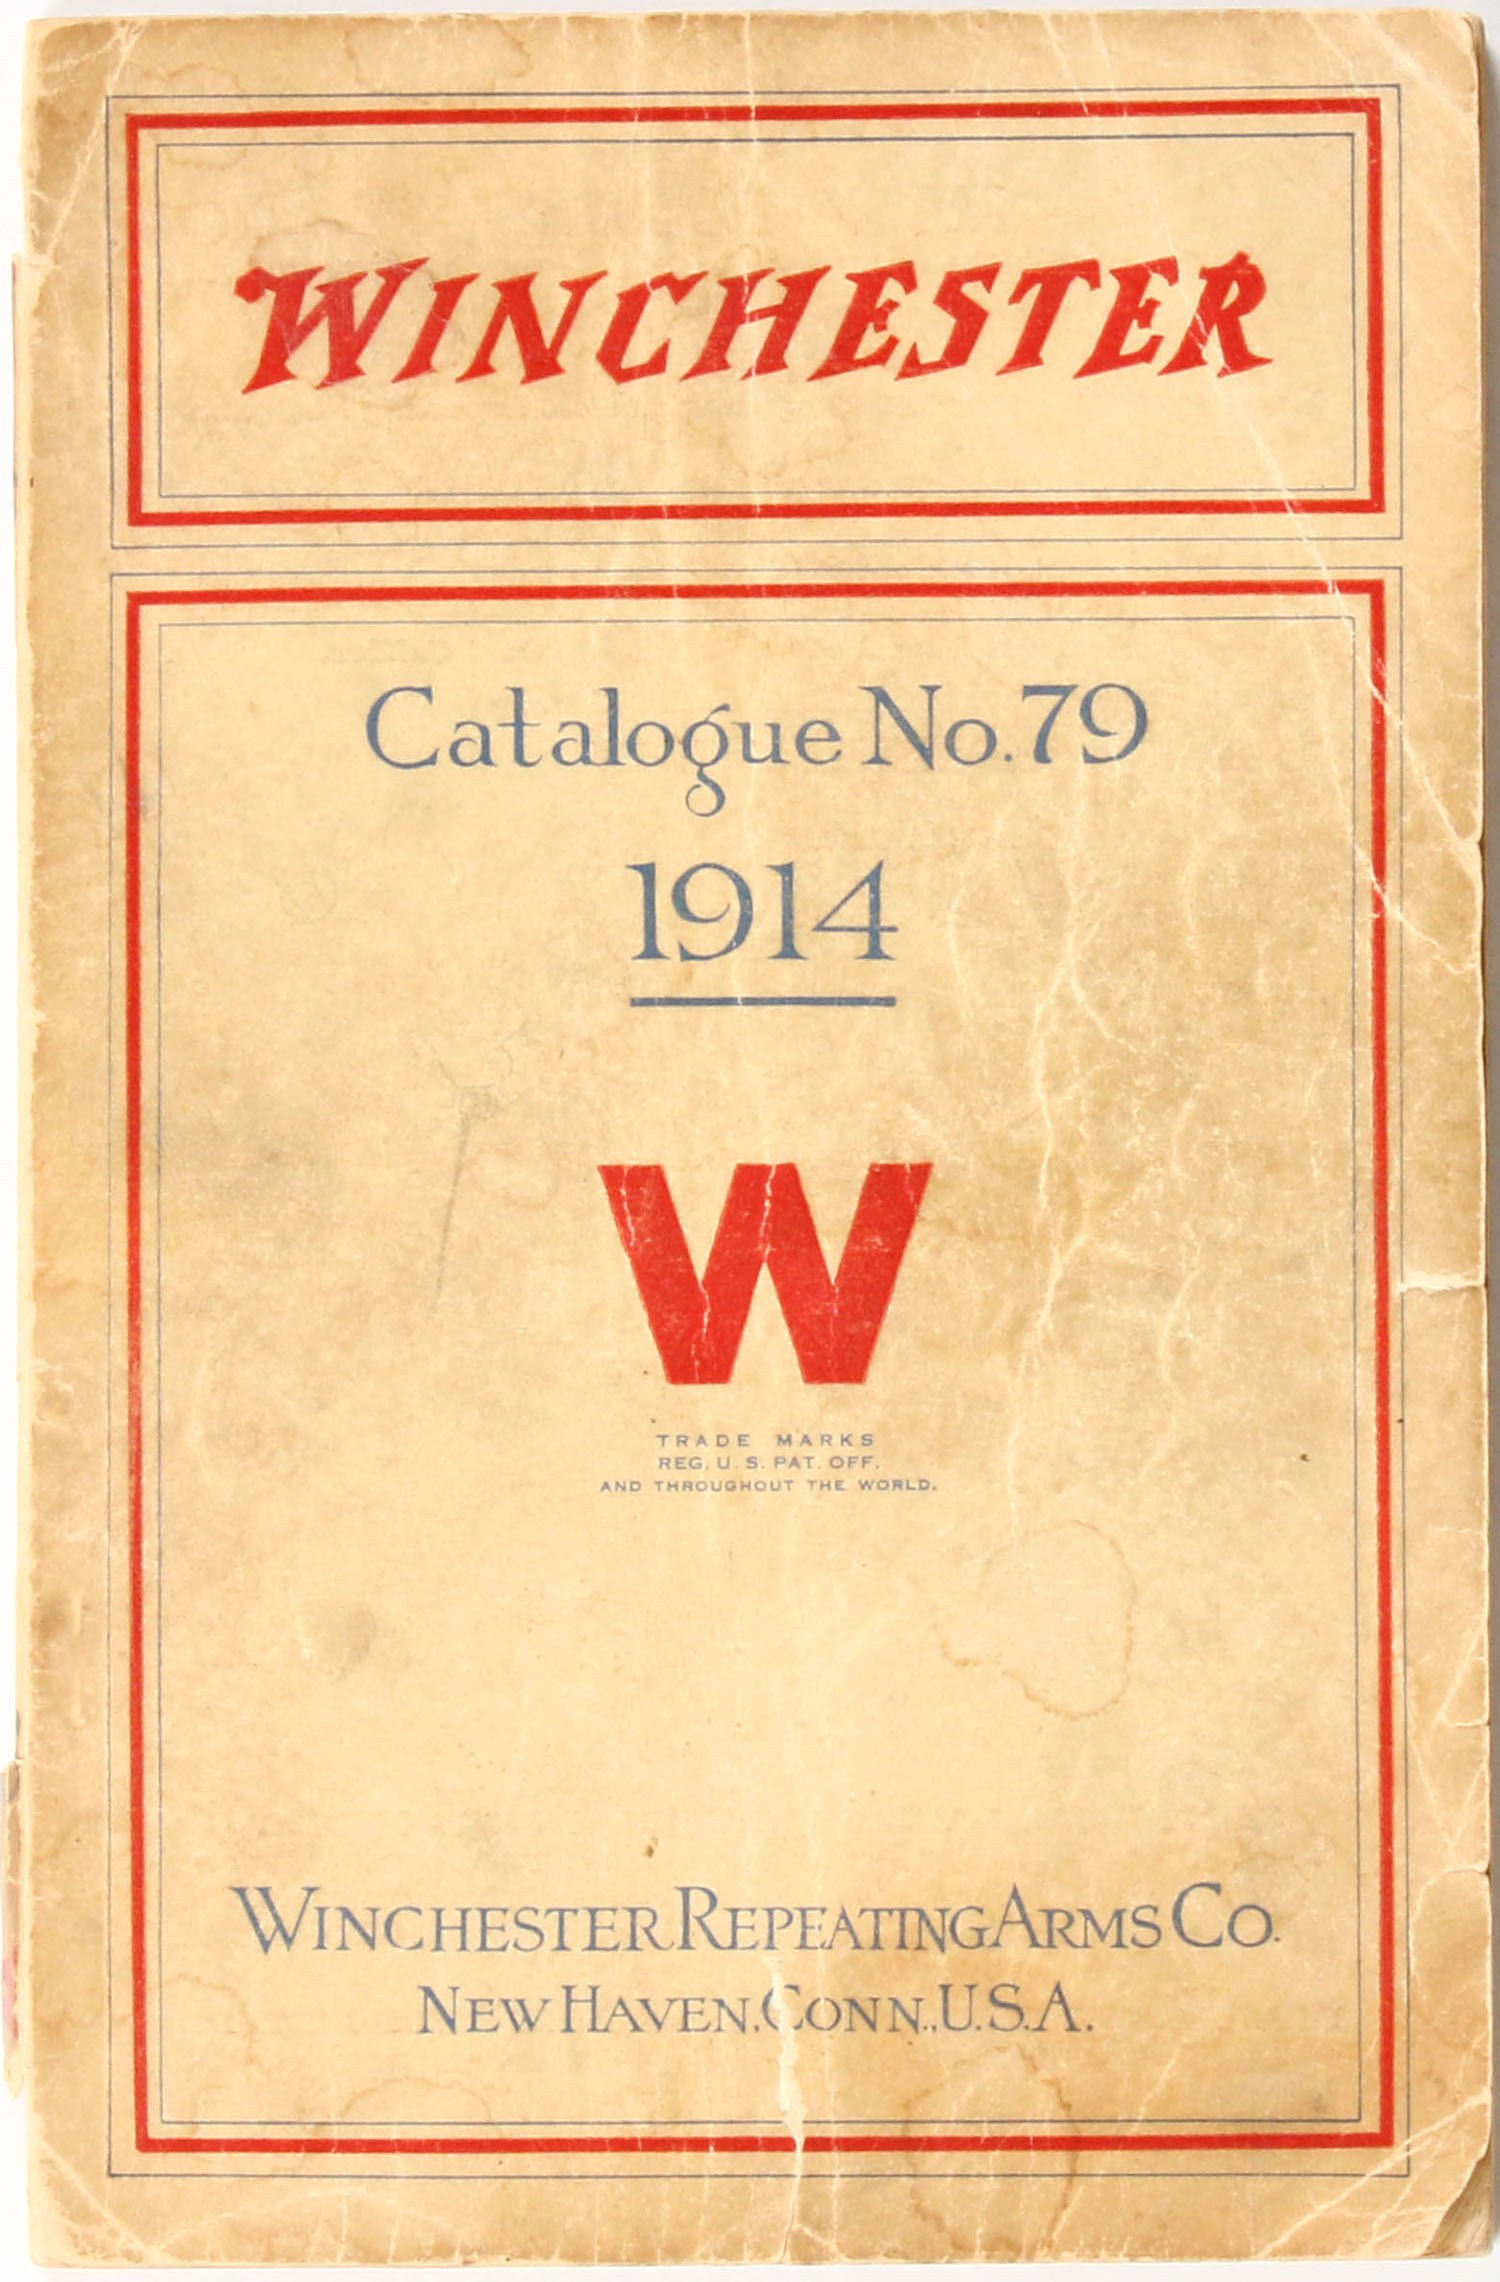 WINCHESTER
Catalogue No. 79
1914
W
TRADE MARKS
REG. U. S. PAT. OFF.
AND THROUGHOUT THE WORLD.
WINCHESTER REPEATING ARMS CO.
NEW HAVEN, CONN., U.S.A.